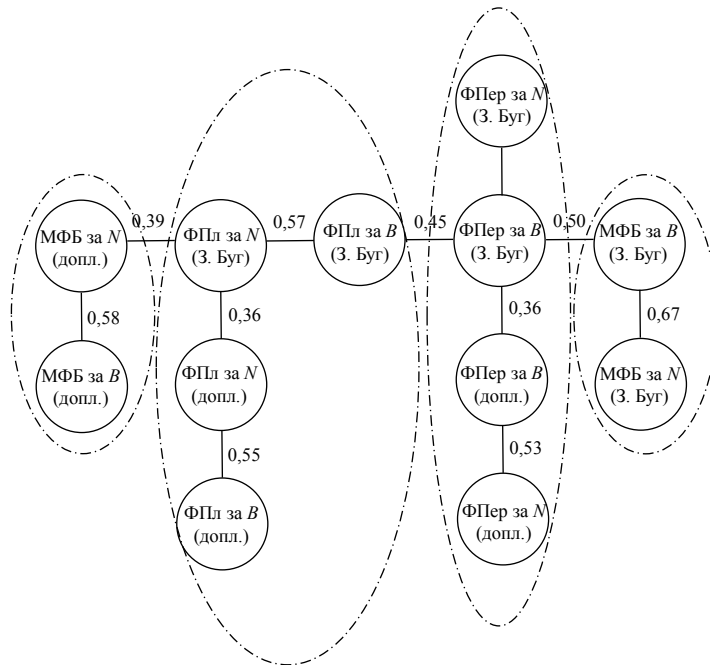 ФПер за N
(З. Буг)
МФБ за N
(допл.)
0,39
ФПл за N
(З. Буг)
0,57
ФПл за B
(З. Буг)
0,45
ФПер за B
(З. Буг)
0,50
МФБ за B
(З. Буг)
0,58
0,36
0,36
0,67
МФБ за B
(допл.)
ФПл за N
(допл.)
ФПер за B
(допл.)
МФБ за N
(З. Буг)
0,55
0,53
ФПл за B
(допл.)
ФПер за N
(допл.)